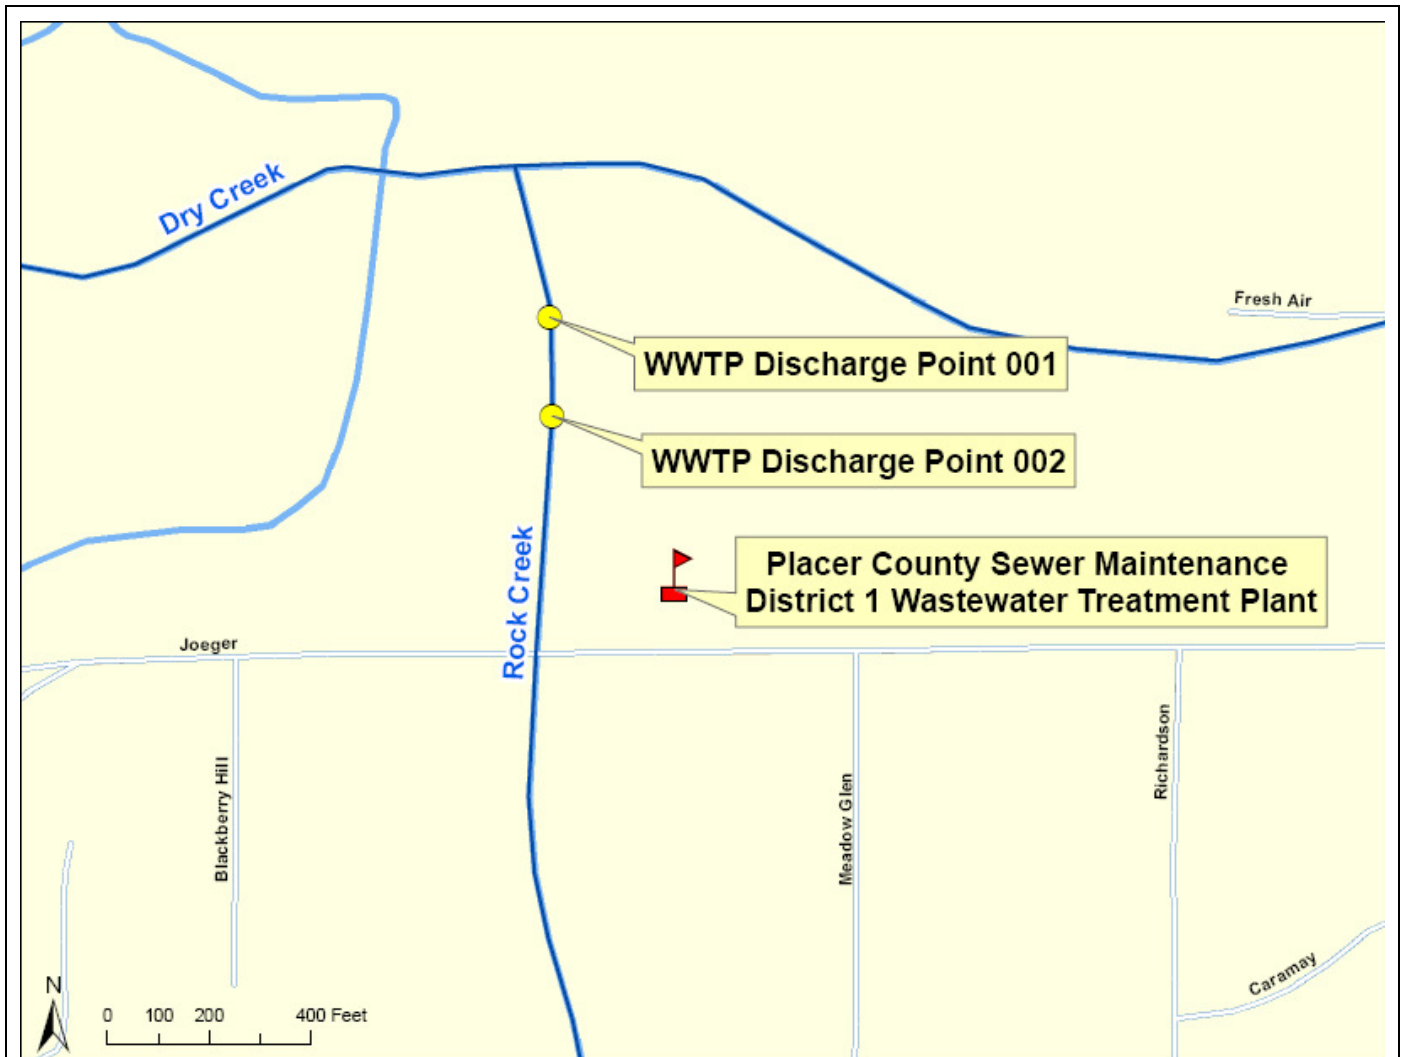 Dry Creek
Fresh Air
WWTP Discharge Point 001
WWTP Discharge Point 002
Rock Creek
Placer County Sewer Maintenance
District 1 Wastewater Treatment Plant
Joeger
Blackberry Hill
Meadow Glen
Richardson
Caramay
N
0 100 200 400 Feet